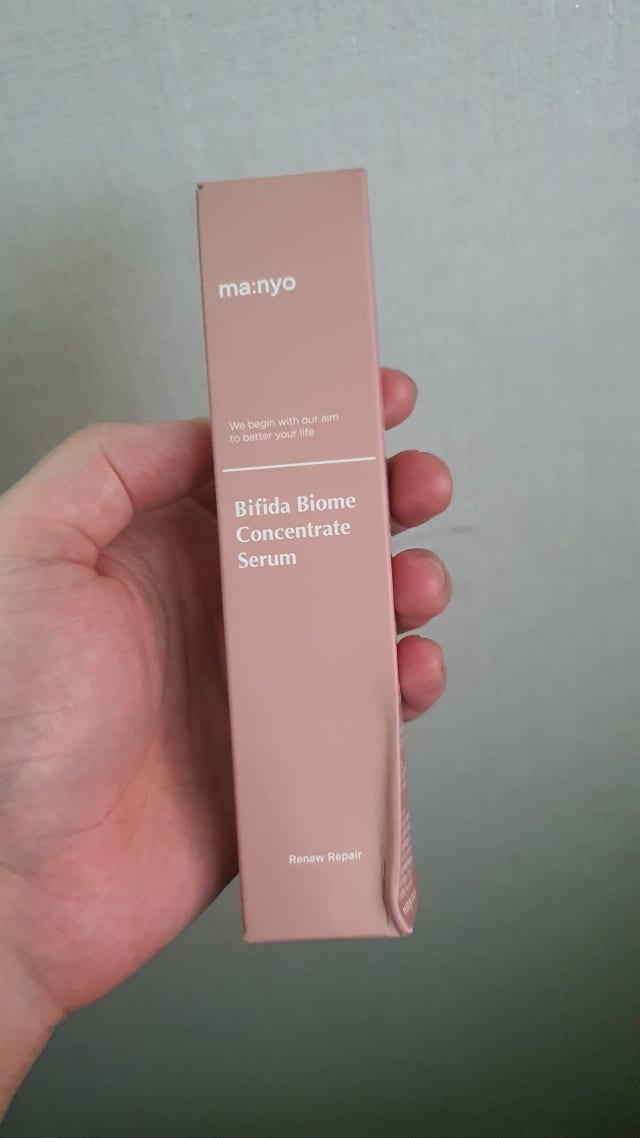 ma:nyo
We begin with our aim
to better your life
Bifida Biome
Concentrate
Serum
Renew Repair